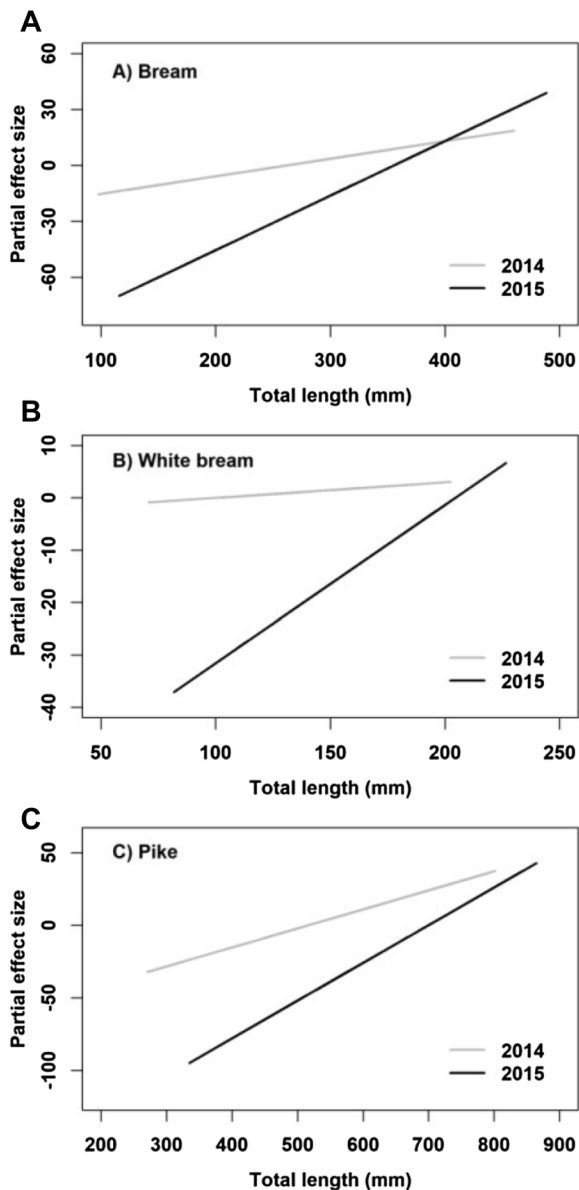 A
A) Bream
60
30
0
-30
-60
Partial effect size
2014
2015
100 200 300 400 500
Total length (mm)
B
B) White bream
10
0
-10
-20
-30
-40
Partial effect size
2014
2015
50 100 150 200 250
Total length (mm)
C
C) Pike
50
0
-50
-100
Partial effect size
2014
2015
200 300 400 500 600 700 800 900
Total length (mm)